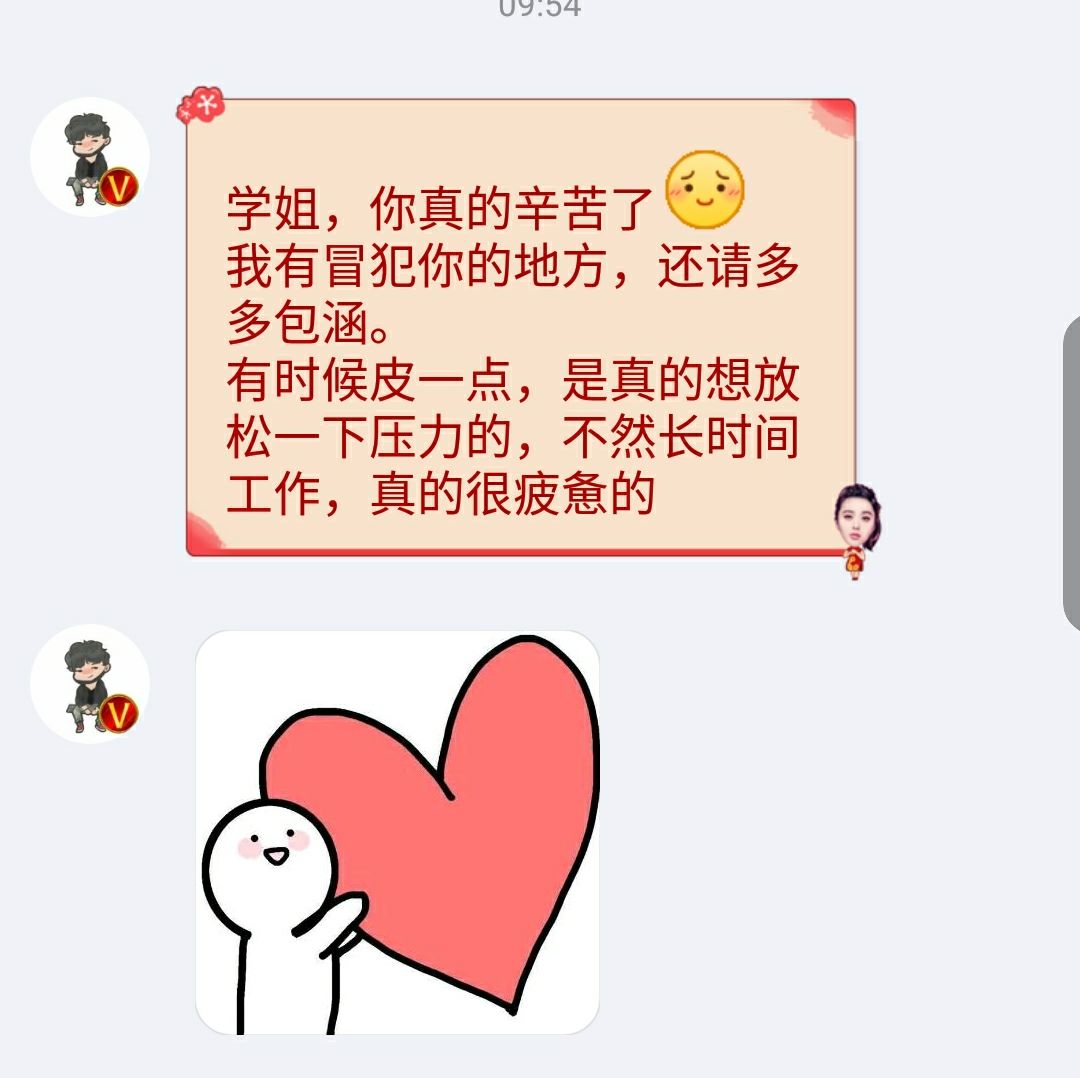 09:54
学姐，你真的辛苦了
我有冒犯你的地方，还请多
多包涵。
有时候皮一点，是真的想放
松一下压力的，不然长时间
工作，真的很疲惫的
V
V